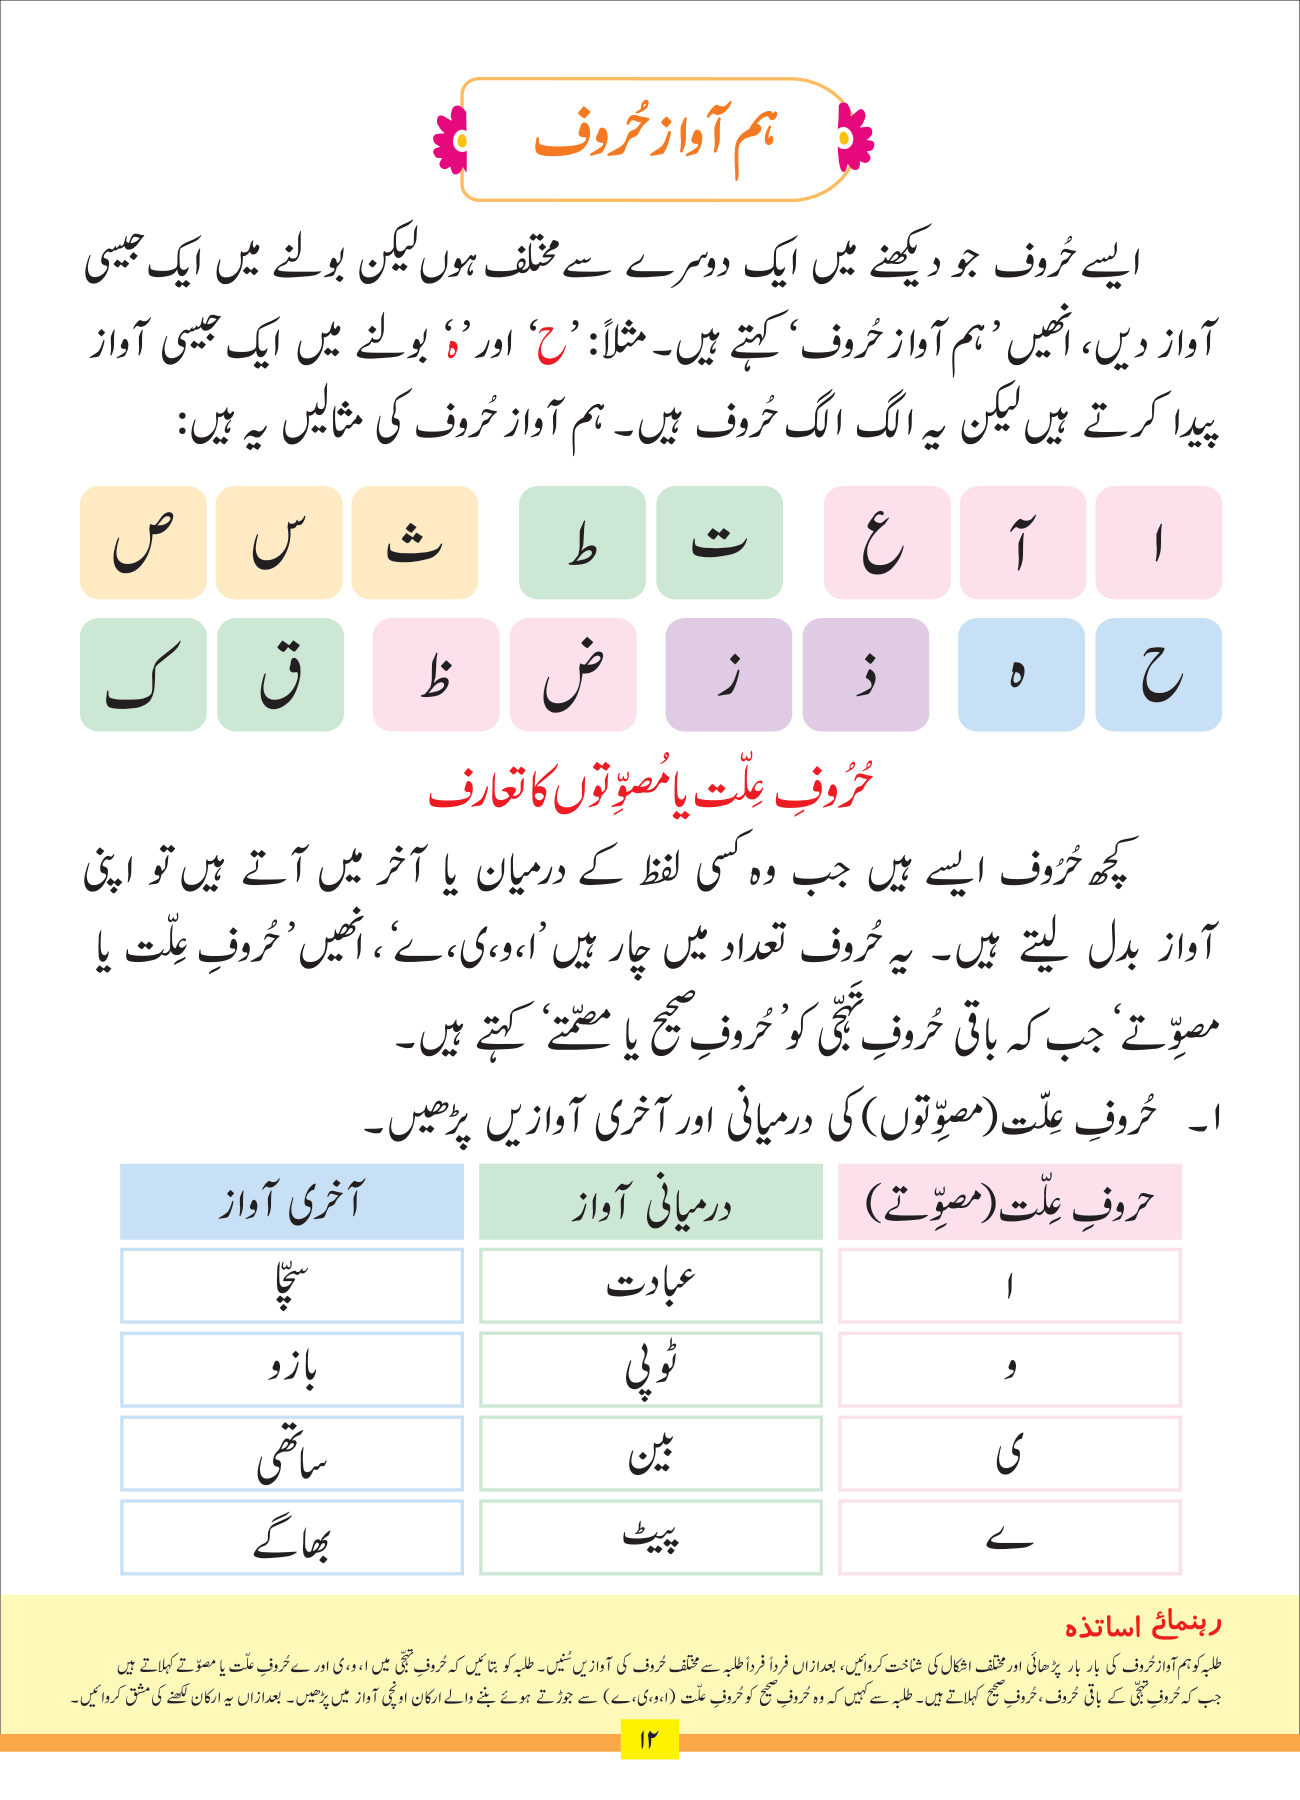 ہم آواز حُروف
ایسے حُروف جو دیکھنے میں ایک دوسرے سے مختلف ہوں لیکن بولنے میں ایک جیسی
آواز دیں، انھیں ’ہم آواز حُروف‘ کہتے ہیں۔ مثلاً: ’ح‘ اور ’ہ‘ بولنے میں ایک جیسی آواز
پیدا کرتے ہیں لیکن یہ الگ الگ حُروف ہیں۔ ہم آواز حُروف کی مثالیں یہ ہیں:
ا آ ع ت ط ث س ص
ح ہ ذ ز ض ظ ق ک
حُرُوفِ عِلّت یا مُصوِّتوں کا تعارف
کچھ حُرُوف ایسے ہیں جب وہ کسی لفظ کے درمیان یا آخر میں آتے ہیں تو اپنی
آواز بدل لیتے ہیں۔ یہ حُروف تعداد میں چار ہیں ’ا،و،ی،ے‘، انھیں ’حُروفِ عِلّت یا
مصوِّتے‘ جب کہ باقی حُروفِ تَہجّی کو ’حُروفِ صحیح یا مصمّتے‘ کہتے ہیں۔
۱۔ حُروفِ عِلّت (مصوِّتوں) کی درمیانی اور آخری آوازیں پڑھیں۔
حروفِ عِلّت (مصوِّتے) درمیانی آواز آخری آواز
ا عبادت سچّا
و ٹوپی بازو
ی بین ساتھی
ے پیٹ بھاگے
رہنمائے اساتذہ
طلبہ کو ہم آواز حُروف کی بار بار پڑھائی اور مختلف اشکال کی شناخت کروائیں، بعدازاں فرداً فرداً طلبہ سے مختلف حُروف کی آوازیں سُنیں۔ طلبہ کو بتائیں کہ حُروفِ تہجّی میں ا، و، ی اور ے حُروفِ علّت یا مصوّتے کہلاتے ہیں
جب کہ حُروفِ تہجّی کے باقی حُروف، حُروفِ صحیح کہلاتے ہیں۔ طلبہ سے کہیں کہ وہ حُروفِ صحیح کو حُروفِ علّت (ا،و،ی،ے) سے جوڑتے ہوئے بننے والے ارکان اونچی آواز میں پڑھیں۔ بعدازاں یہ ارکان لکھنے کی مشق کروائیں۔
۱۲